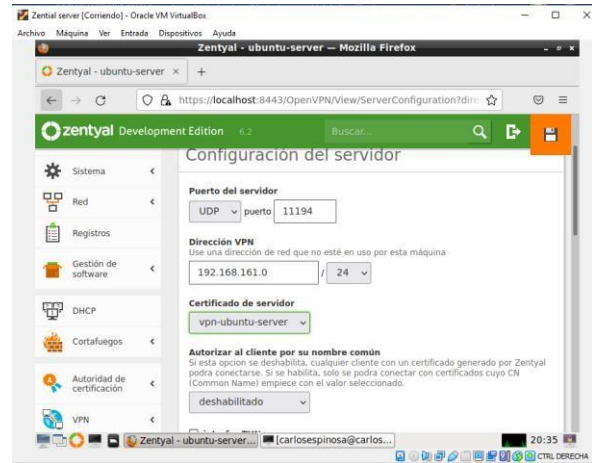 Zential server [Corriendo] - Oracle VM VirtualBox
Archivo Máquina Ver Entrada Dispositivos Ayuda
Zentyal - ubuntu-server — Mozilla Firefox
Zentyal - ubuntu-server × +
https://localhost:8443/OpenVPN/View/ServerConfiguration?dire
zentyal Development Edition 6.2 Buscar...
Configuración del servidor
Sistema
Puerto del servidor
Red
UDP puerto 11194
Registros
Dirección VPN
Use una dirección de red que no esté en uso por esta máquina
Gestión de software
192.168.161.0 / 24
DHCP
Certificado de servidor
vpn-ubuntu-server
Cortafuegos
Autorizar al cliente por su nombre común
Si esta opcion se deshabilita, cualquier cliente con un certificado generado por Zentyal
podra conectarse. Si se habilita, solo se podra conectar con certificados cuyo CN
(Common Name) empiece con el valor seleccionado.
Autoridad de certificación
deshabilitado
VPN
Zentyal - ubuntu-server... [carlosespinosa@carlos... 20:35
CTRL DERECHA